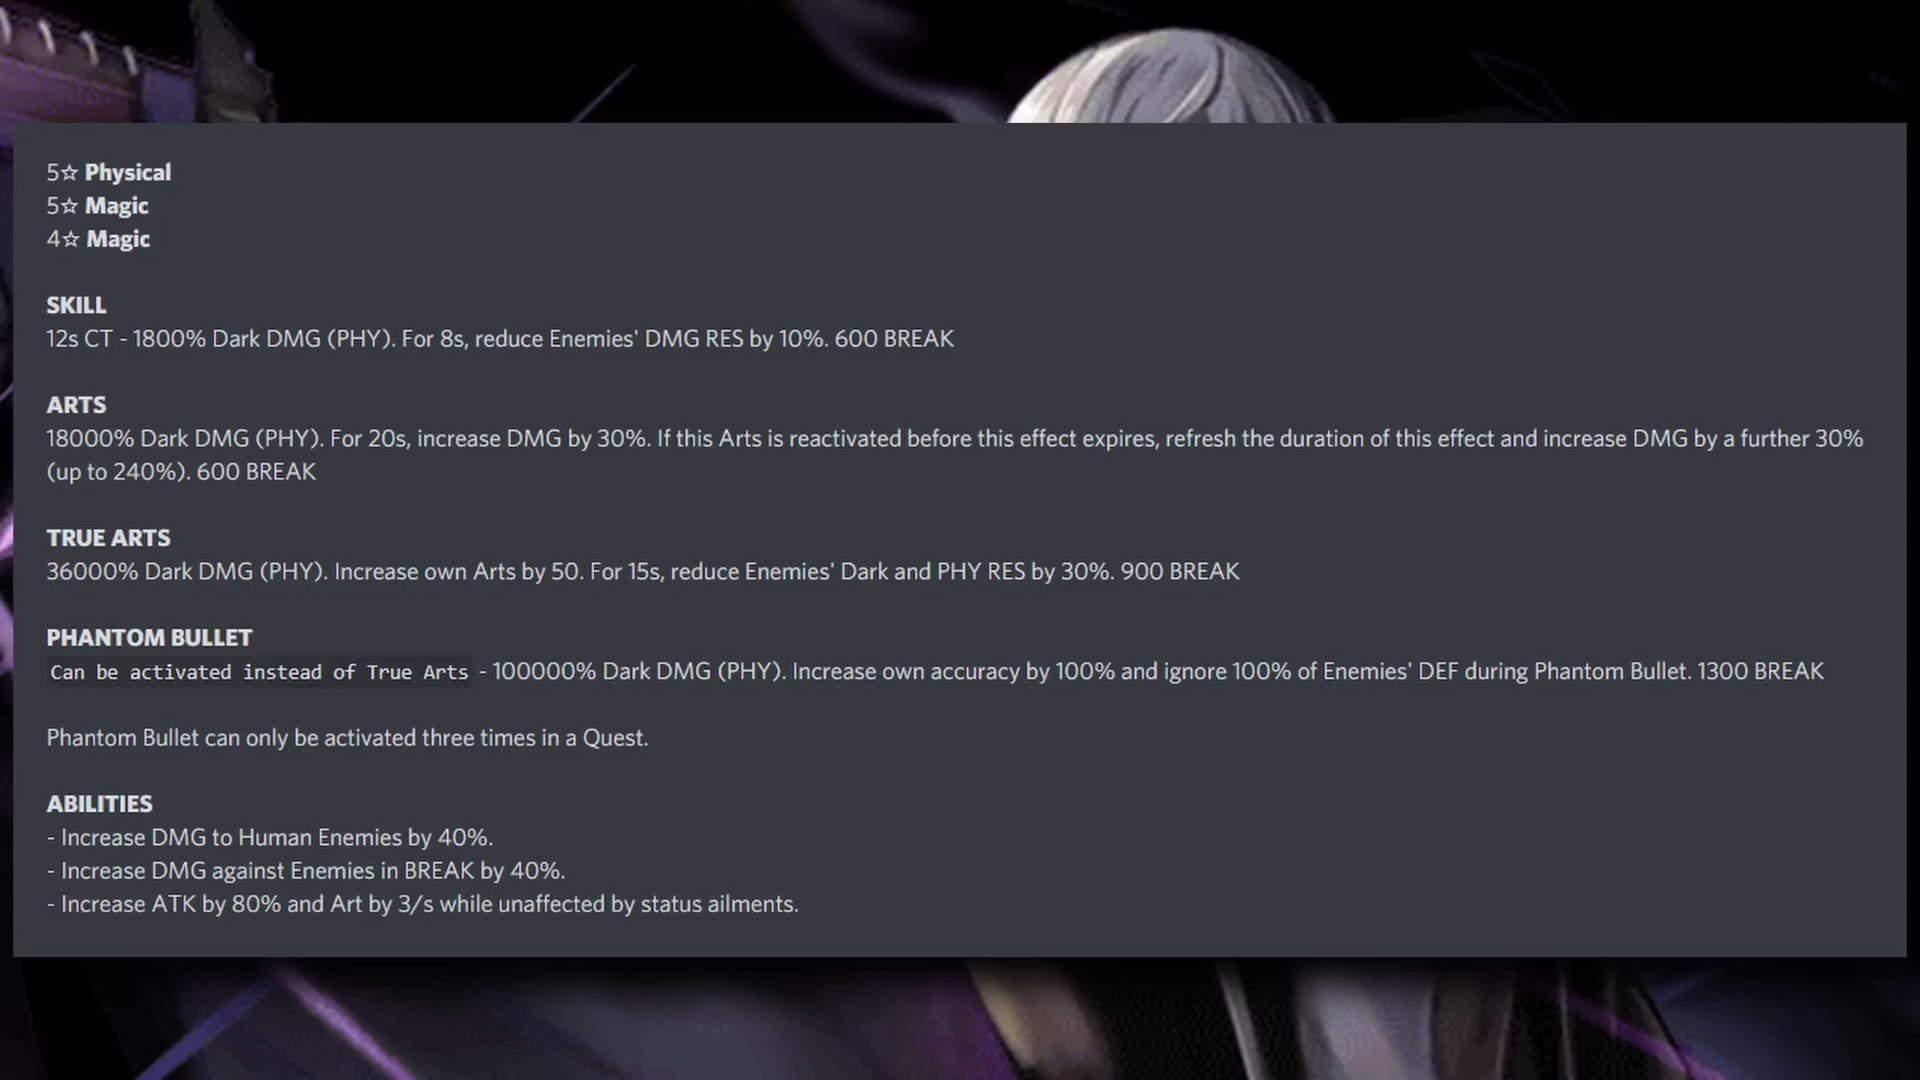 5☆ Physical
5☆ Magic
4☆ Magic
SKILL
12s CT - 1800% Dark DMG (PHY). For 8s, reduce Enemies' DMG RES by 10%. 600 BREAK
ARTS
18000% Dark DMG (PHY). For 20s, increase DMG by 30%. If this Arts is reactivated before this effect expires, refresh the duration of this effect and increase DMG by a further 30%
(up to 240%). 600 BREAK
TRUE ARTS
36000% Dark DMG (PHY). Increase own Arts by 50. For 15s, reduce Enemies' Dark and PHY RES by 30%. 900 BREAK
PHANTOM BULLET
Can be activated instead of True Arts - 100000% Dark DMG (PHY). Increase own accuracy by 100% and ignore 100% of Enemies' DEF during Phantom Bullet. 1300 BREAK
Phantom Bullet can only be activated three times in a Quest.
ABILITIES
- Increase DMG to Human Enemies by 40%.
- Increase DMG against Enemies in BREAK by 40%.
- Increase ATK by 80% and Art by 3/s while unaffected by status ailments.